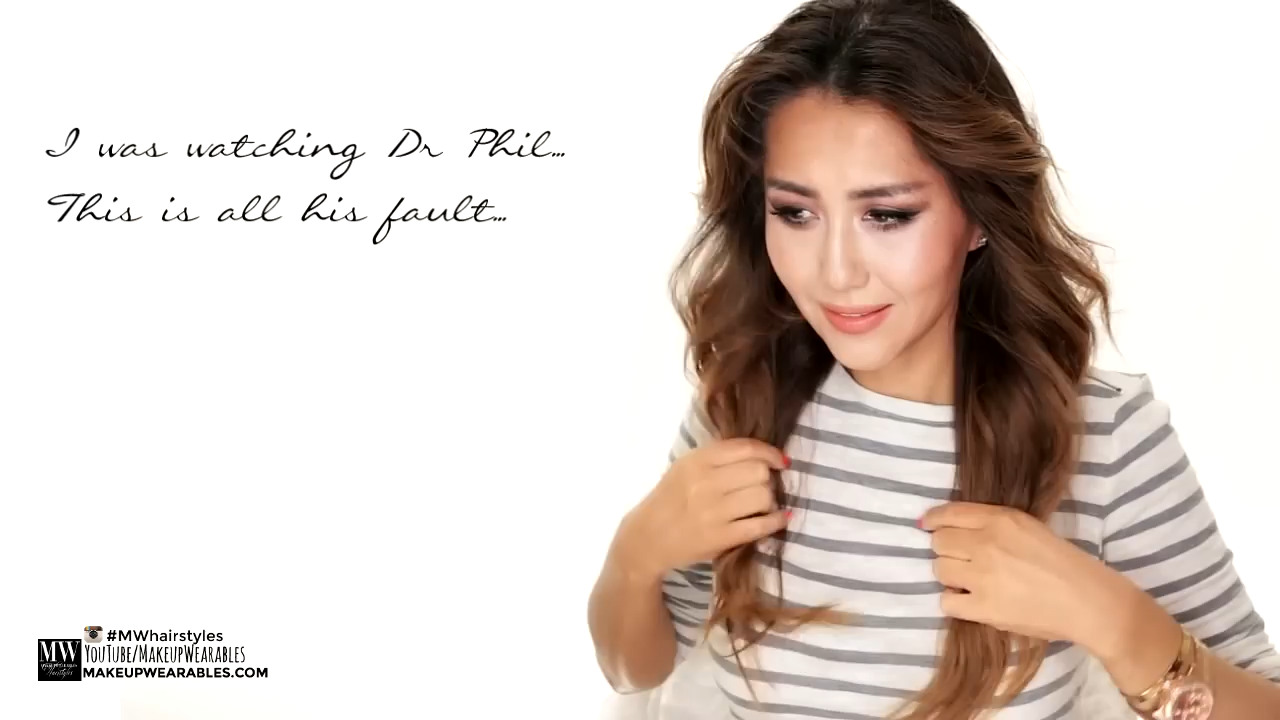 I was watching Dr Phil...
This is all his fault...
#MWhairstyles
MW
YouTube/MakeupWearables
MAKEUPWEARABLES.COM